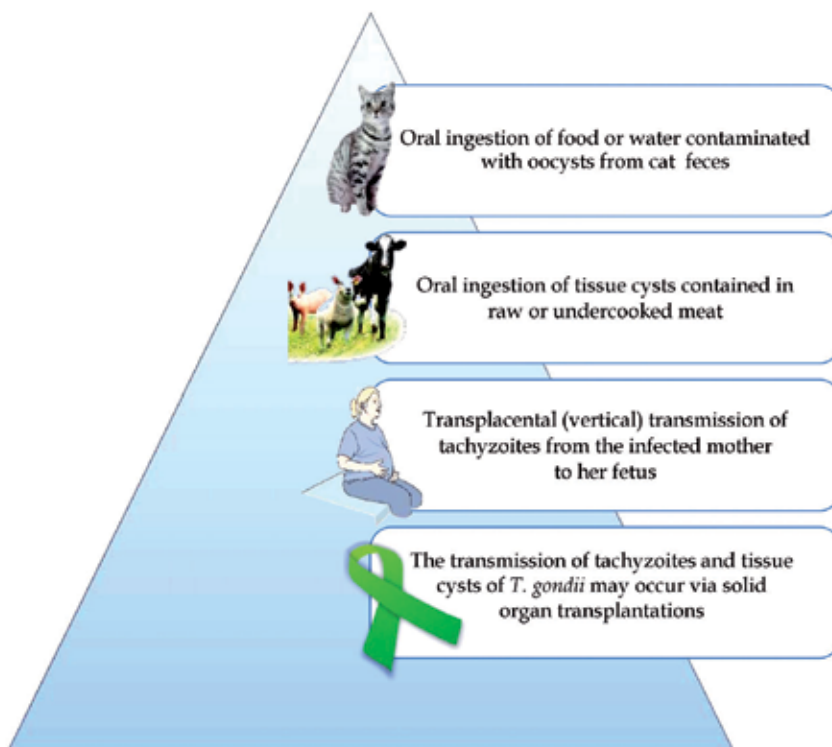 Oral ingestion of food or water contaminated
with oocysts from cat feces
Oral ingestion of tissue cysts contained in
raw or undercooked meat
Transplacental (vertical) transmission of
tachyzoites from the infected mother
to her fetus
The transmission of tachyzoites and tissue
cysts of T. gondii may occur via solid
organ transplantations